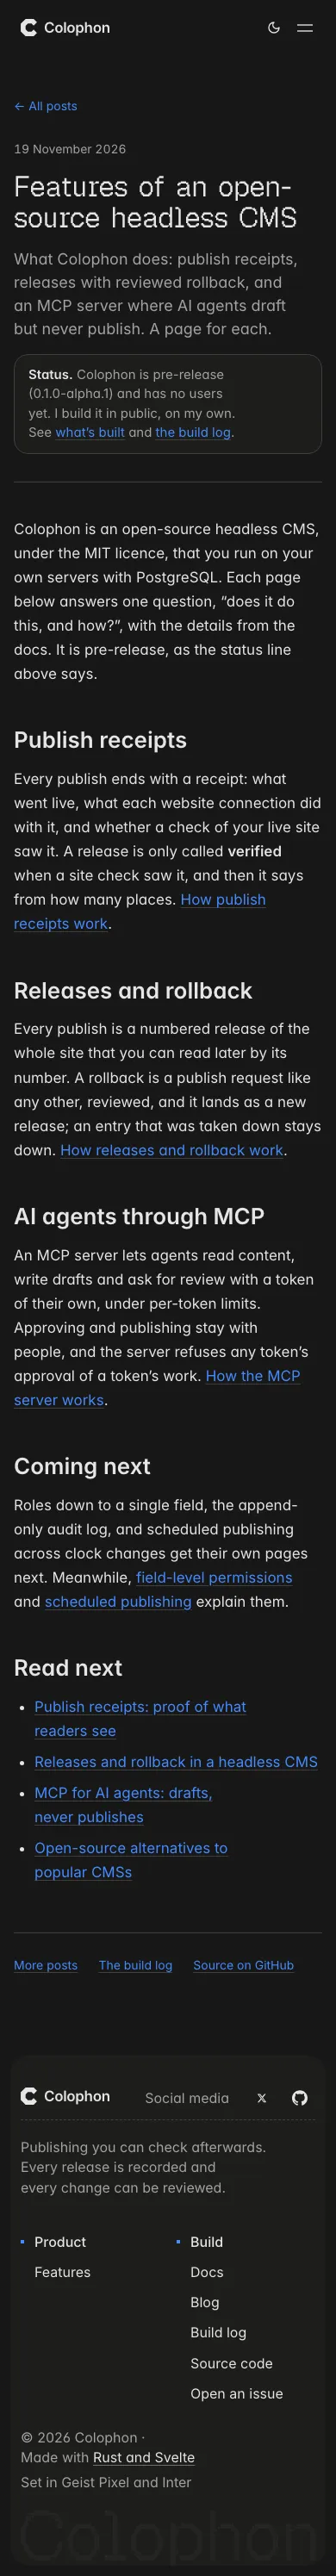 Colophon
← All posts
19 November 2026
Features of an open-
source headless CMS
What Colophon does: publish receipts,
releases with reviewed rollback, and
an MCP server where AI agents draft
but never publish. A page for each.
Status. Colophon is pre-release
(0.1.0-alpha.1) and has no users
yet. I build it in public, on my own.
See what's built and the build log.
Colophon is an open-source headless CMS,
under the MIT licence, that you run on your
own servers with PostgreSQL. Each page
below answers one question, “does it do
this, and how?”, with the details from the
docs. It is pre-release, as the status line
above says.
Publish receipts
Every publish ends with a receipt: what
went live, what each website connection did
with it, and whether a check of your live site
saw it. A release is only called verified
when a site check saw it, and then it says
from how many places. How publish
receipts work.
Releases and rollback
Every publish is a numbered release of the
whole site that you can read later by its
number. A rollback is a publish request like
any other, reviewed, and it lands as a new
release; an entry that was taken down stays
down. How releases and rollback work.
AI agents through MCP
An MCP server lets agents read content,
write drafts and ask for review with a token
of their own, under per-token limits.
Approving and publishing stay with
people, and the server refuses any token’s
approval of a token’s work. How the MCP
server works.
Coming next
Roles down to a single field, the append-
only audit log, and scheduled publishing
across clock changes get their own pages
next. Meanwhile, field-level permissions
and scheduled publishing explain them.
Read next
Publish receipts: proof of what
readers see
Releases and rollback in a headless CMS
MCP for AI agents: drafts,
never publishes
Open-source alternatives to
popular CMSs
More posts The build log Source on GitHub
Colophon Social media
Publishing you can check afterwards.
Every release is recorded and
every change can be reviewed.
Product Build
Features Docs
Blog
Build log
Source code
Open an issue
© 2026 Colophon ·
Made with Rust and Svelte
Set in Geist Pixel and Inter
Colophon